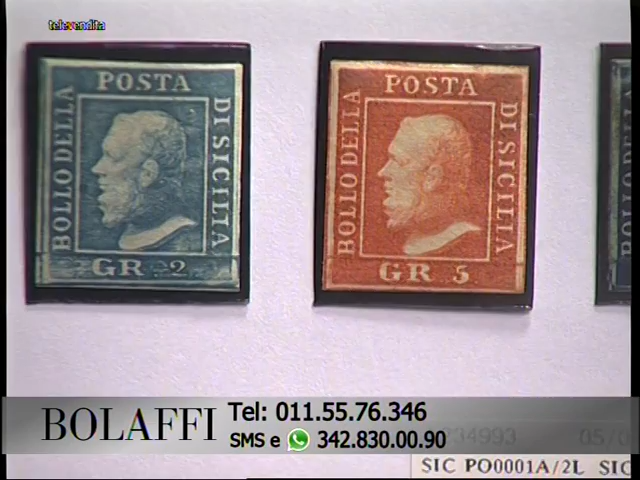 televendita
POSTA
BOLLO DELLA
DI SICILIA
GR 2
POSTA
BOLLO DELLA
DI SICILIA
GR 5
BOLAFFI
Tel: 011.55.76.346
SMS e 342.830.00.90
SIC PO0001A/2L SIC